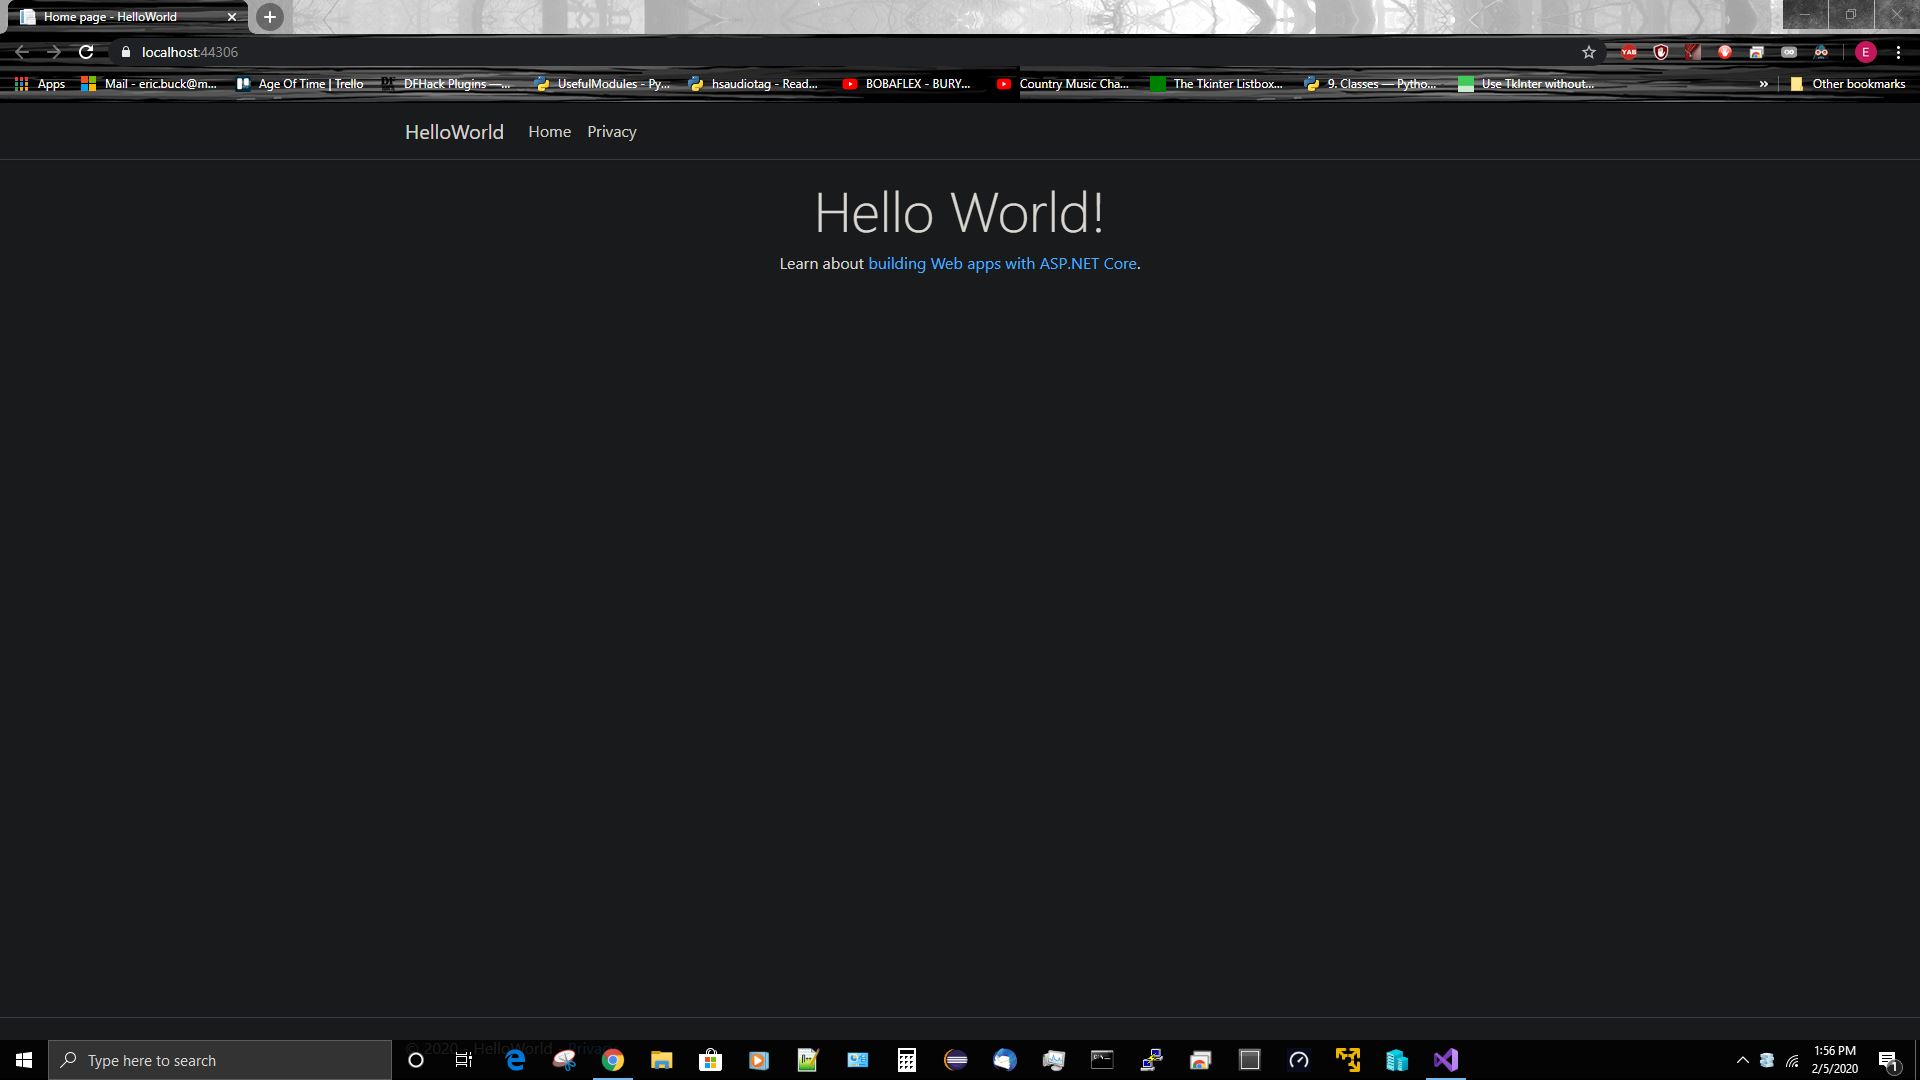 Home page - HelloWorld
localhost:44306
YAB
E
Apps
Mail - eric.buck@m...
Age Of Time | Trello
DFHack Plugins —...
UsefulModules - Py...
hsaudiotag - Read...
BOBAFLEX - BURY...
Country Music Cha...
The Tkinter Listbox...
9. Classes — Pytho...
Use TkInter without...
»
Other bookmarks
HelloWorld Home Privacy
Hello World!
Learn about building Web apps with ASP.NET Core.
© 2020 - HelloWorld - Privacy
Type here to search
1:56 PM
2/5/2020
1